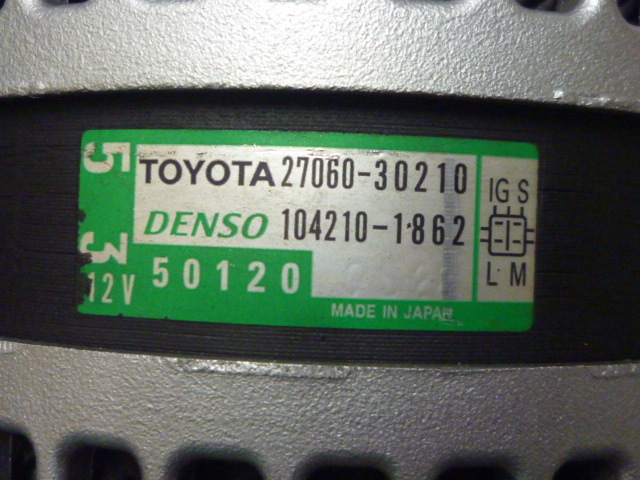 5 3
TOYOTA 27060-30210
DENSO 104210-1862
12V 50120
MADE IN JAPAN
IG S
L M